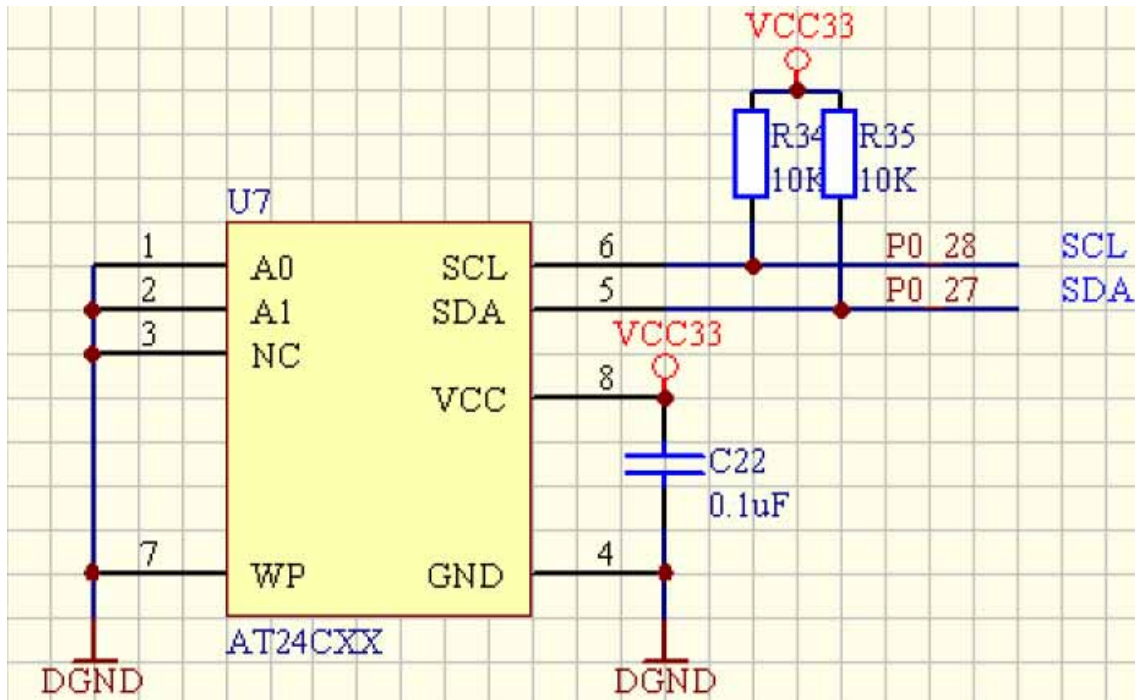 VCC33
R34
R35
10K
10K
U7
1
A0
SCL
6
P0_28
SCL
2
A1
SDA
5
P0_27
SDA
3
NC
VCC33
VCC
8
C22
0.1uF
7
WP
GND
4
AT24CXX
DGND
DGND